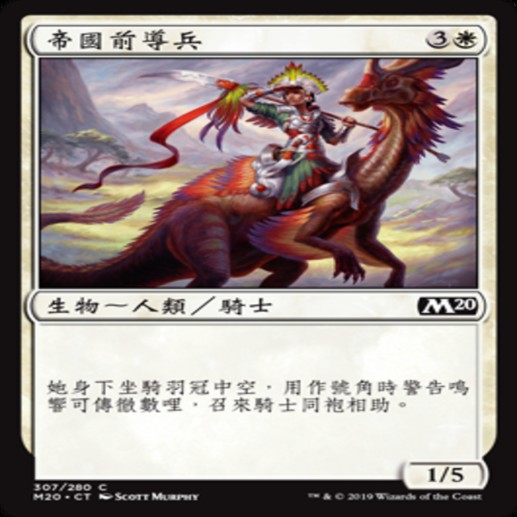 帝國前導兵
3
生物～人類／騎士
M20
她身下坐騎羽冠中空，用作號角時警告鳴
響可傳徹數哩，召來騎士同袍相助。
1/5
307/280 C
M20 • CT Scott Murphy
™ & © 2019 Wizards of the Coast